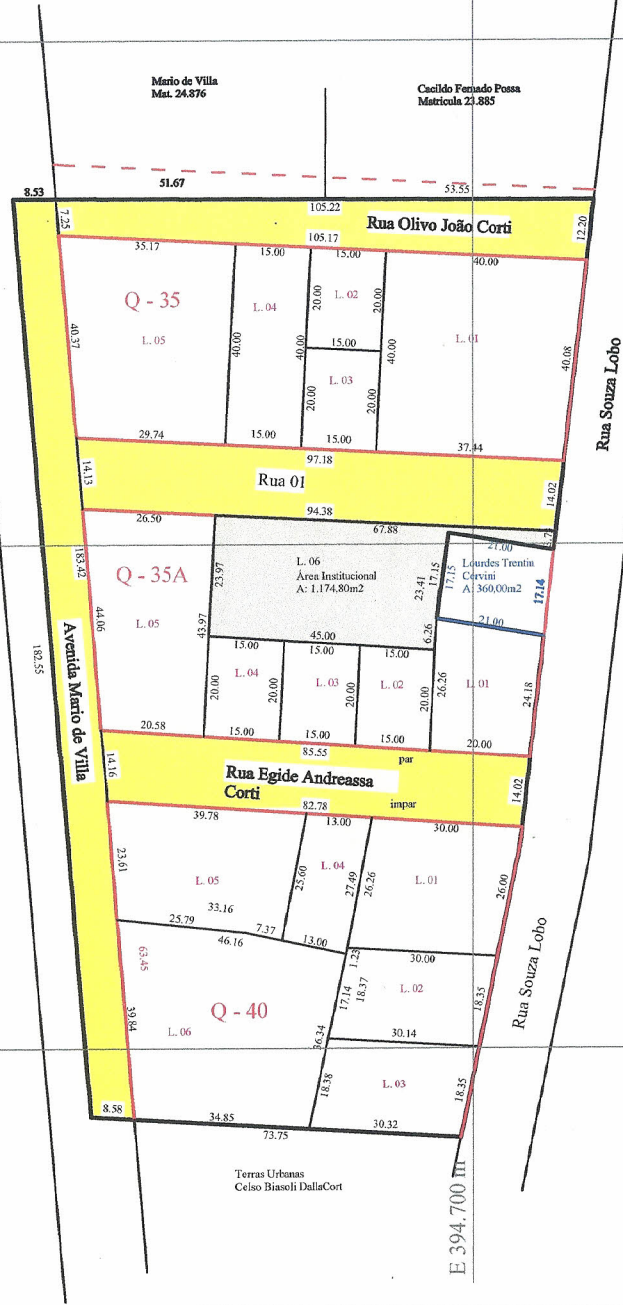 Mario de Villa
Mat. 24.876
Cacildo Fernado Possa
Matricula 23.885
8.53
51.67
53.55
105.22
7.25
Rua Olivo João Corti
12.20
105.17
35.17
15.00
15.00
40.00
Q - 35
L. 04
20.00
L. 02
20.00
L. 05
L. 01
40.37
40.00
40.00
15.00
40.00
40.08
L. 03
20.00
20.00
Rua Souza Lobo
29.74
15.00
15.00
37.44
97.18
14.13
Rua 01
14.02
94.38
26.50
67.88
21.00
183.42
Q - 35A
23.97
L. 06
Área Institucional
A: 1.174,80m2
23.41
17.15
17.15
Lourdes Trentin
Cervini
A: 360,00m2
17.14
44.06
L. 05
43.97
45.00
6.26
21.00
15.00
15.00
15.00
182.55
Avenida Mario de Villa
20.00
L. 04
20.00
L. 03
20.00
L. 02
20.00
26.26
L. 01
24.18
20.58
15.00
15.00
15.00
20.00
85.55
par
14.16
Rua Egide Andreassa
Corti
14.02
82.78
impar
39.78
13.00
30.00
23.61
L. 05
25.60
L. 04
27.49
26.26
L. 01
26.00
33.16
25.79
7.37
46.16
13.00
1.23
30.00
Rua Souza Lobo
63.45
17.14
18.37
L. 02
18.35
39.84
Q - 40
L. 06
36.34
30.14
18.38
L. 03
18.35
8.58
34.85
30.32
73.75
Terras Urbanas
Celso Biasoli DallaCort
E 394.700 m